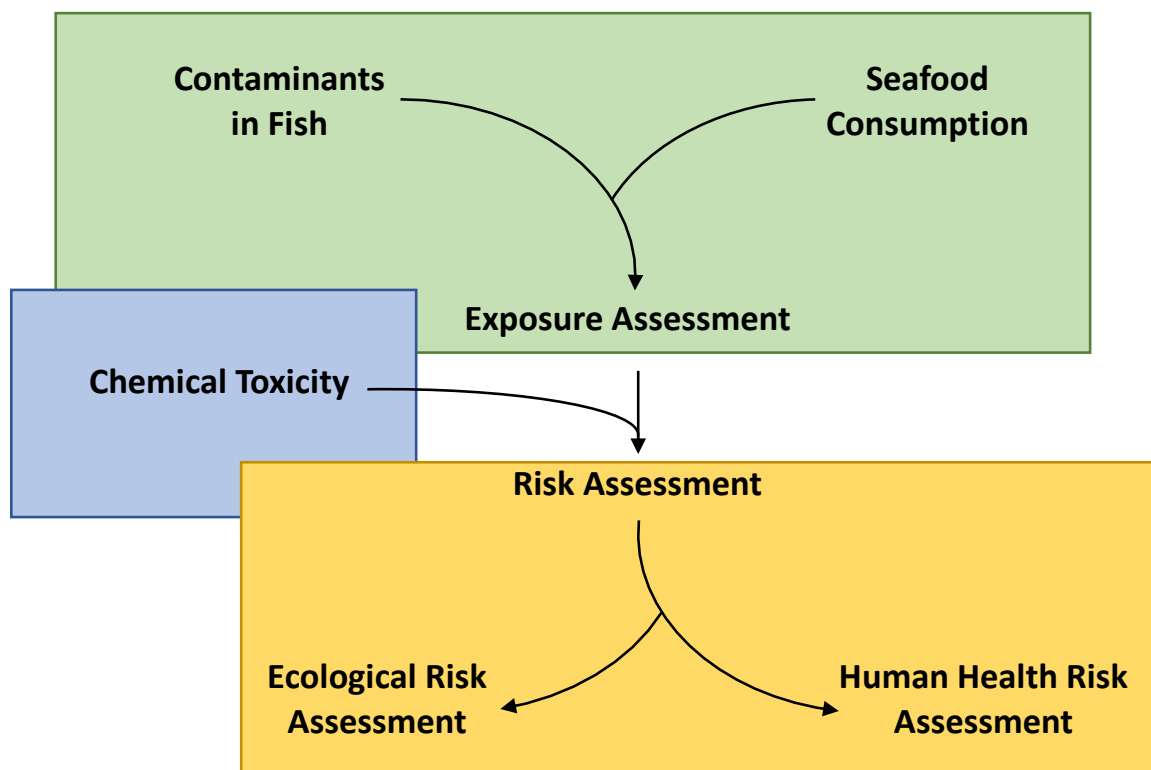 Contaminants
in Fish
Seafood
Consumption
Exposure Assessment
Chemical Toxicity
Risk Assessment
Ecological Risk
Assessment
Human Health Risk
Assessment